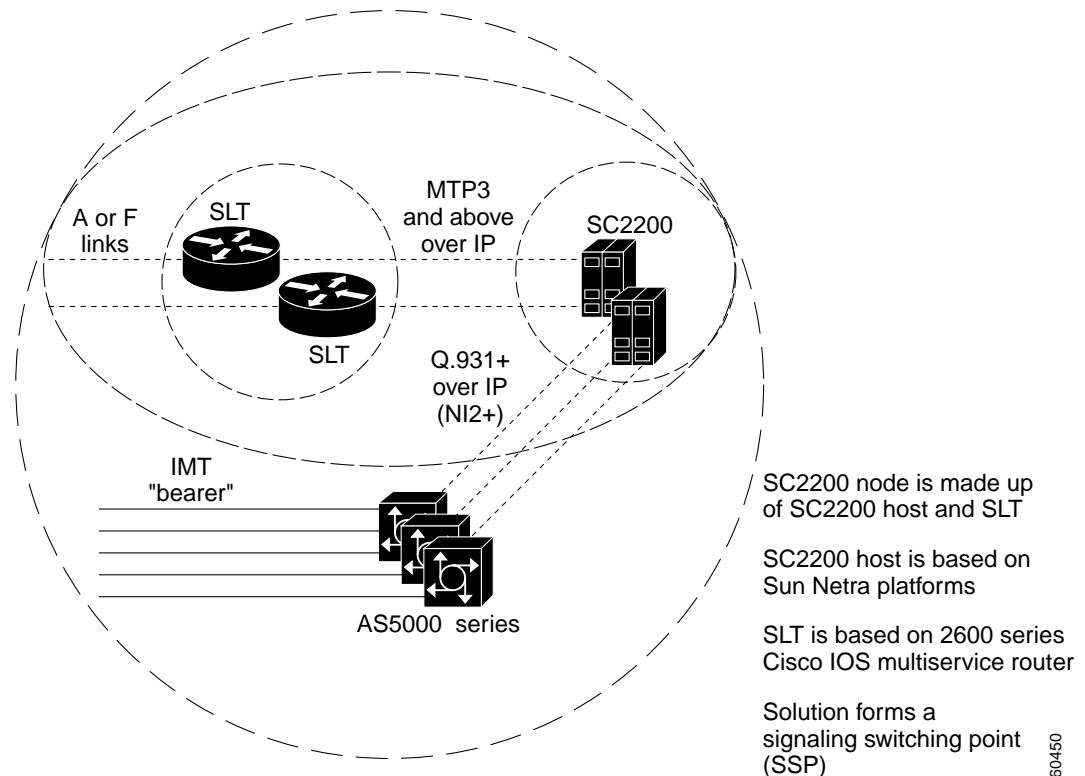 A or F
links
SLT
SLT
MTP3
and above
over IP
SC2200
Q.931+
over IP
(NI2+)
IMT
"bearer"
AS5000 series
SC2200 node is made up
of SC2200 host and SLT
SC2200 host is based on
Sun Netra platforms
SLT is based on 2600 series
Cisco IOS multiservice router
Solution forms a
signaling switching point
(SSP)
60450